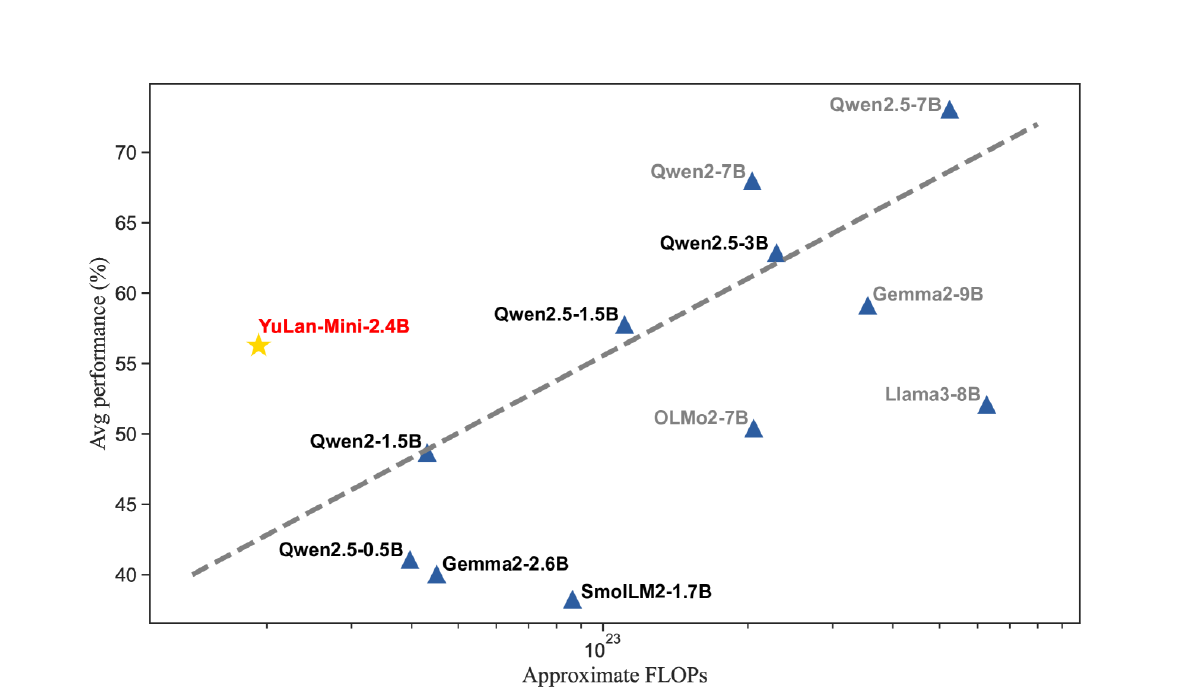 Qwen2.5-7B
70
Qwen2-7B
65
Qwen2.5-3B
60
Gemma2-9B
Qwen2.5-1.5B
YuLan-Mini-2.4B
55
Avg performance (%)
Llama3-8B
OLMo2-7B
50
Qwen2-1.5B
45
Qwen2.5-0.5B
Gemma2-2.6B
40
SmolLM2-1.7B
10^23
Approximate FLOPs